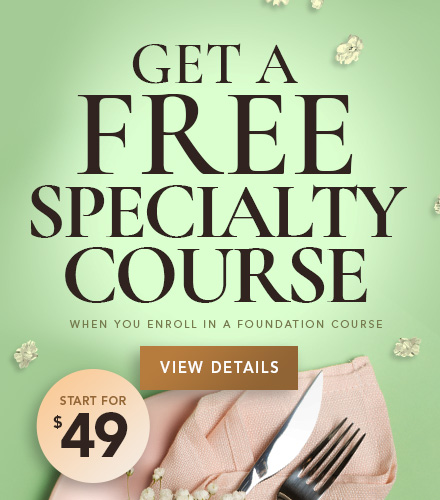 GET A
FREE
SPECIALTY
COURSE
WHEN YOU ENROLL IN A FOUNDATION COURSE
VIEW DETAILS
START FOR
$49